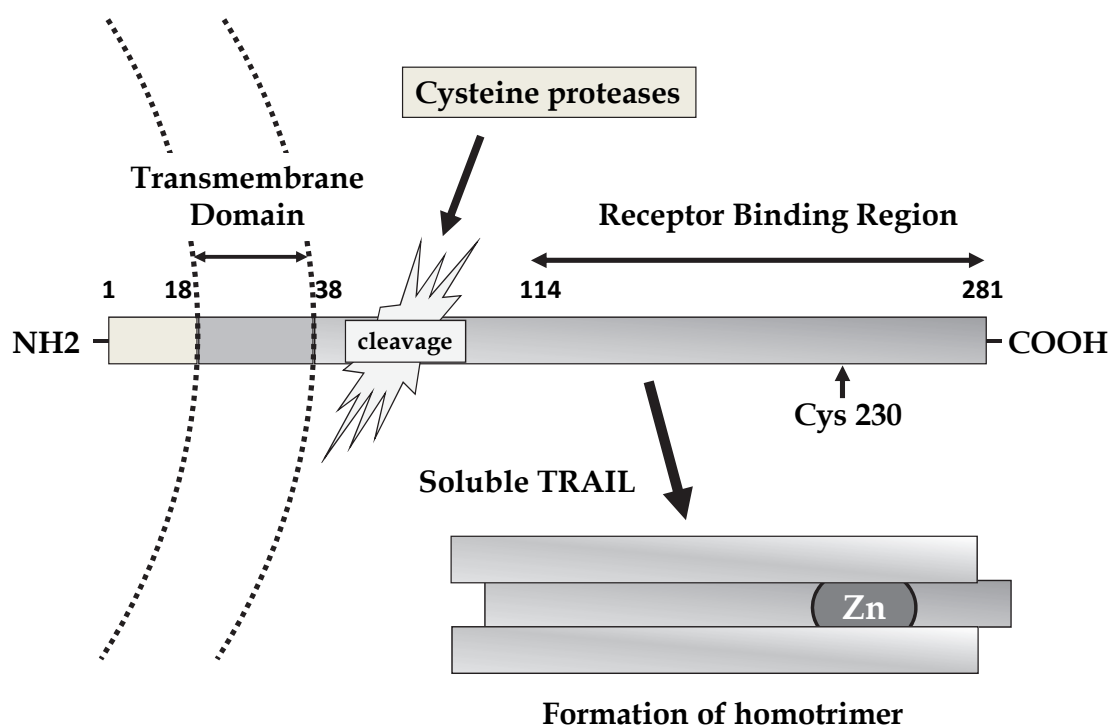 Cysteine proteases
Transmembrane
Domain
Receptor Binding Region
1 18 38 114 281
NH2
cleavage
COOH
Cys 230
Soluble TRAIL
Zn
Formation of homotrimer